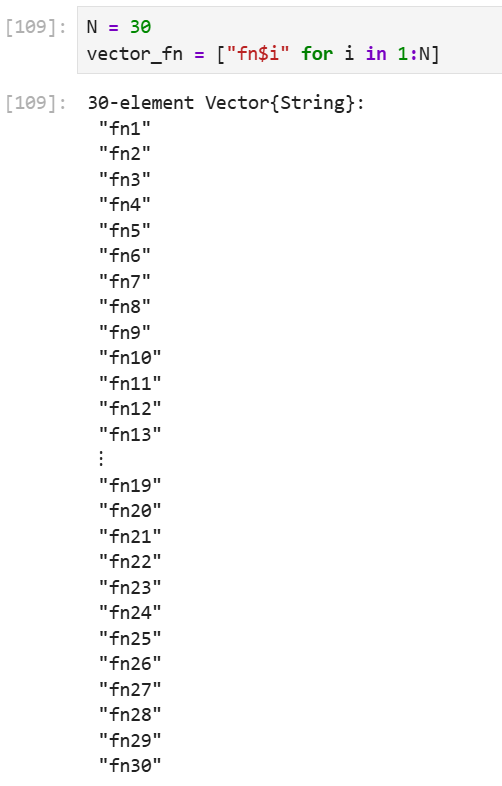 [109]: N = 30
vector_fn = ["fn$i" for i in 1:N]
[109]: 30-element Vector{String}:
"fn1"
"fn2"
"fn3"
"fn4"
"fn5"
"fn6"
"fn7"
"fn8"
"fn9"
"fn10"
"fn11"
"fn12"
"fn13"
⋮
"fn19"
"fn20"
"fn21"
"fn22"
"fn23"
"fn24"
"fn25"
"fn26"
"fn27"
"fn28"
"fn29"
"fn30"